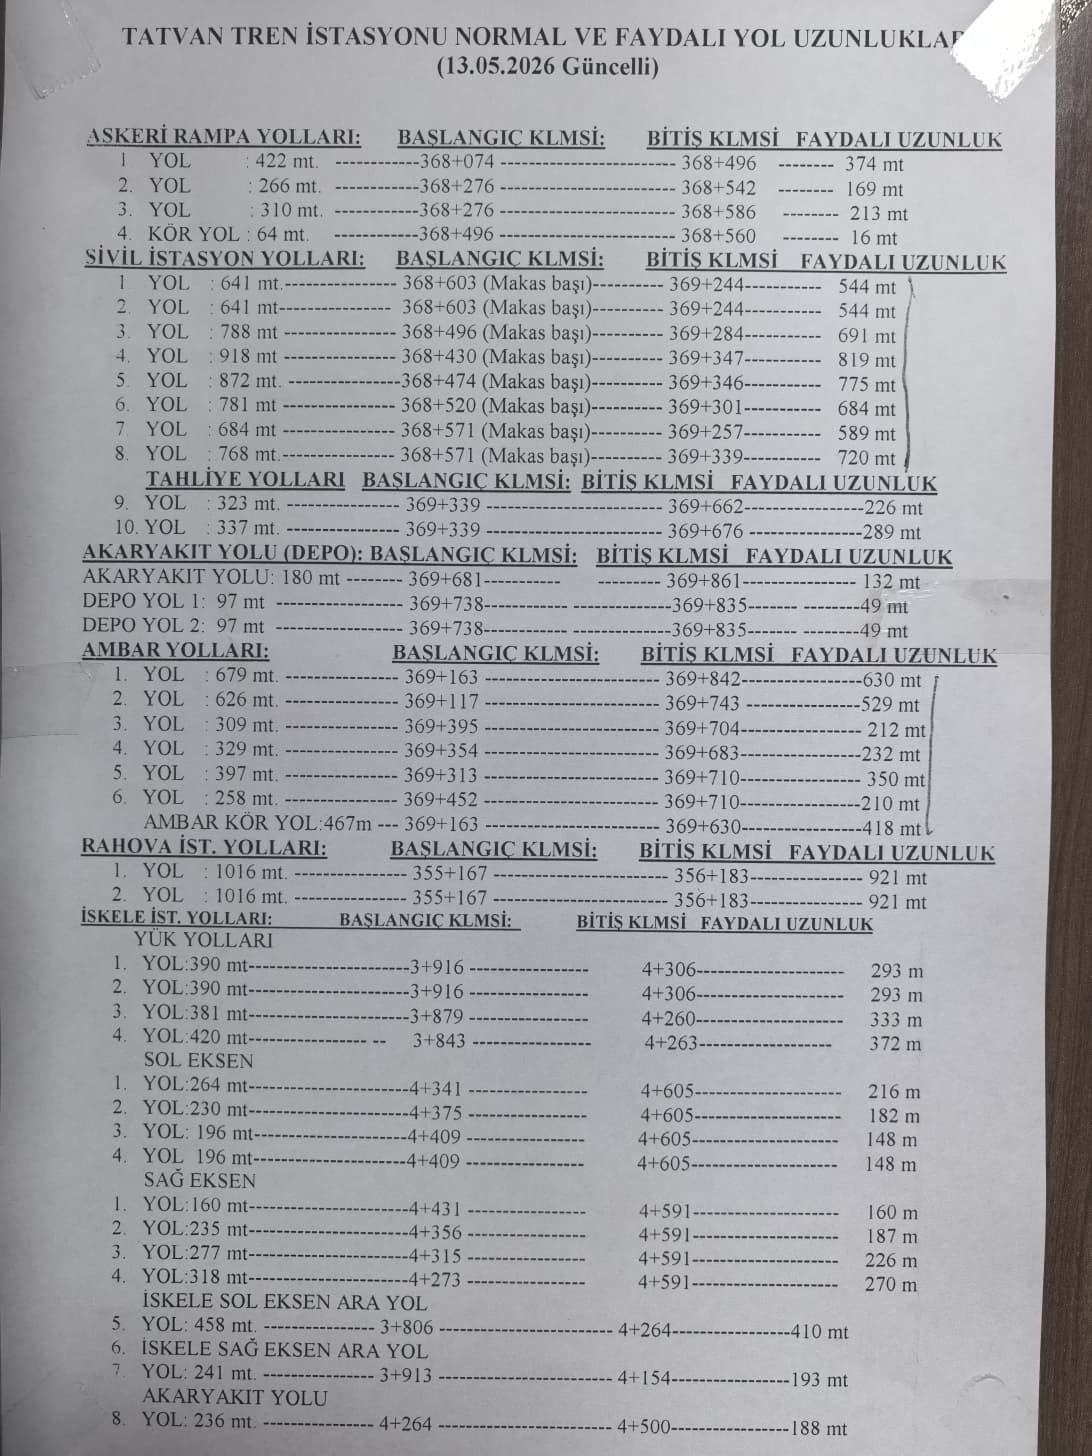 TATVAN TREN İSTASYONU NORMAL VE FAYDALI YOL UZUNLUKLAR
(13.05.2026 Güncelli)
ASKERİ RAMPA YOLLARI: BAŞLANGIÇ KLMSİ: BİTİŞ KLMSİ FAYDALI UZUNLUK
1 YOL : 422 mt. ------------368+074 ------------------------- 368+496 -------- 374 mt
2. YOL : 266 mt. ------------368+276 ------------------------- 368+542 -------- 169 mt
3. YOL : 310 mt. ------------368+276 ------------------------- 368+586 -------- 213 mt
4. KÖR YOL : 64 mt. ------------368+496 ------------------------- 368+560 -------- 16 mt
SİVİL İSTASYON YOLLARI: BAŞLANGIÇ KLMSİ: BİTİŞ KLMSİ FAYDALI UZUNLUK
1 YOL : 641 mt.---------------- 368+603 (Makas başı)---------- 369+244----------- 544 mt
2. YOL : 641 mt---------------- 368+603 (Makas başı)---------- 369+244----------- 544 mt
3. YOL : 788 mt ---------------- 368+496 (Makas başı)---------- 369+284----------- 691 mt
4. YOL : 918 mt ---------------- 368+430 (Makas başı)---------- 369+347----------- 819 mt
5. YOL : 872 mt. ----------------368+474 (Makas başı)---------- 369+346----------- 775 mt
6. YOL : 781 mt ---------------- 368+520 (Makas başı)---------- 369+301----------- 684 mt
7. YOL : 684 mt ---------------- 368+571 (Makas başı)---------- 369+257----------- 589 mt
8. YOL : 768 mt.---------------- 368+571 (Makas başı)---------- 369+339----------- 720 mt
TAHLİYE YOLLARI BAŞLANGIÇ KLMSİ: BİTİŞ KLMSİ FAYDALI UZUNLUK
9. YOL : 323 mt. ---------------- 369+339 -------------------------- 369+662-----------------226 mt
10. YOL : 337 mt. ---------------- 369+339 -------------------------- 369+676 ----------------289 mt
AKARYAKIT YOLU (DEPO): BAŞLANGIÇ KLMSİ: BİTİŞ KLMSİ FAYDALI UZUNLUK
AKARYAKIT YOLU: 180 mt -------- 369+681----------- --------- 369+861---------------- 132 mt
DEPO YOL 1: 97 mt ------------------ 369+738------------ --------------369+835------- --------49 mt
DEPO YOL 2: 97 mt ------------------ 369+738------------ --------------369+835------- --------49 mt
AMBAR YOLLARI: BAŞLANGIÇ KLMSİ: BİTİŞ KLMSİ FAYDALI UZUNLUK
1. YOL : 679 mt. ---------------- 369+163 ------------------------- 369+842-----------------630 mt
2. YOL : 626 mt. ---------------- 369+117 ------------------------- 369+743 ----------------529 mt
3. YOL : 309 mt. ---------------- 369+395 ------------------------- 369+704----------------- 212 mt
4. YOL : 329 mt. ---------------- 369+354 ------------------------- 369+683-----------------232 mt
5. YOL : 397 mt. ---------------- 369+313 ------------------------- 369+710----------------- 350 mt
6. YOL : 258 mt. ---------------- 369+452 ------------------------- 369+710-----------------210 mt
AMBAR KÖR YOL:467m --- 369+163 ------------------------- 369+630-----------------418 mt
RAHOVA İST. YOLLARI: BAŞLANGIÇ KLMSİ: BİTİŞ KLMSİ FAYDALI UZUNLUK
1. YOL : 1016 mt. ---------------- 355+167 ------------------------- 356+183---------------- 921 mt
2. YOL : 1016 mt. ---------------- 355+167 ------------------------- 356+183---------------- 921 mt
İSKELE İST. YOLLARI: BAŞLANGIÇ KLMSİ: BİTİŞ KLMSİ FAYDALI UZUNLUK
YÜK YOLLARI
1. YOL:390 mt-----------------------3+916 ----------------- 4+306--------------------- 293 m
2. YOL:390 mt-----------------------3+916 ----------------- 4+306--------------------- 293 m
3. YOL:381 mt-----------------------3+879 ----------------- 4+260--------------------- 333 m
4. YOL:420 mt----------------- -- 3+843 ----------------- 4+263------------------- 372 m
SOL EKSEN
1. YOL:264 mt-----------------------4+341 ----------------- 4+605--------------------- 216 m
2. YOL:230 mt-----------------------4+375 ----------------- 4+605--------------------- 182 m
3. YOL: 196 mt----------------------4+409 ----------------- 4+605--------------------- 148 m
4. YOL 196 mt----------------------4+409 ----------------- 4+605--------------------- 148 m
SAĞ EKSEN
1. YOL:160 mt-----------------------4+431 ----------------- 4+591--------------------- 160 m
2. YOL:235 mt-----------------------4+356 ----------------- 4+591--------------------- 187 m
3. YOL:277 mt-----------------------4+315 ----------------- 4+591--------------------- 226 m
4. YOL:318 mt-----------------------4+273 ----------------- 4+591--------------------- 270 m
İSKELE SOL EKSEN ARA YOL
5. YOL: 458 mt. ---------------- 3+806 ------------------------- 4+264-----------------410 mt
6. İSKELE SAĞ EKSEN ARA YOL
7. YOL: 241 mt. ---------------- 3+913 ------------------------- 4+154-----------------193 mt
AKARYAKIT YOLU
8. YOL: 236 mt. ---------------- 4+264 ------------------------- 4+500-----------------188 mt